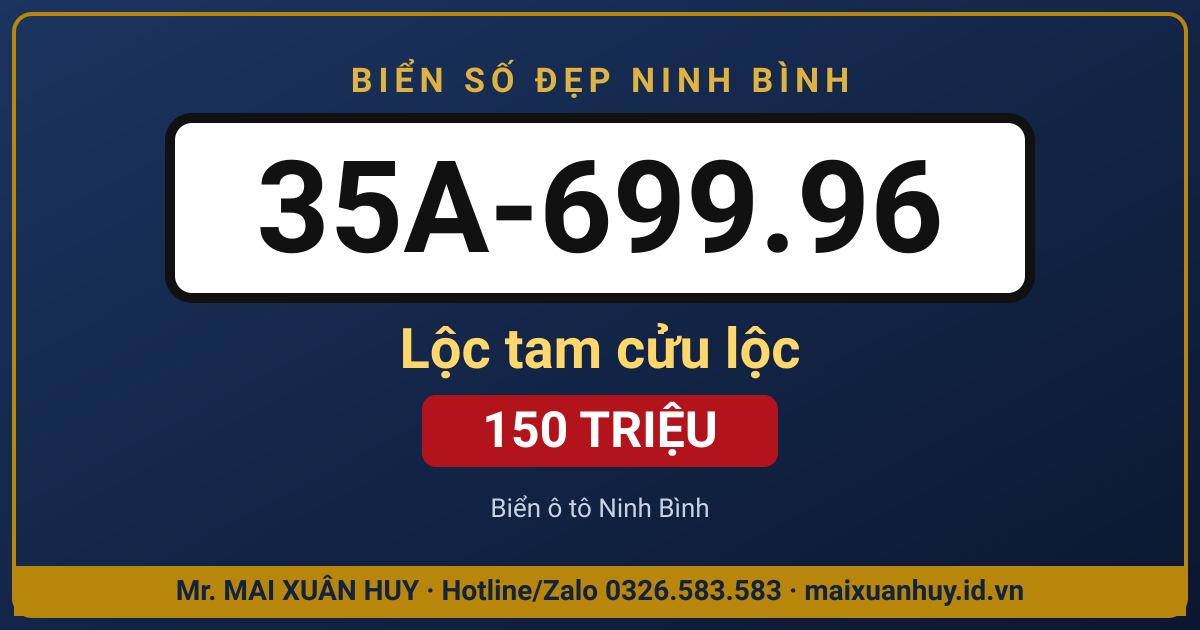 BIỂN SỐ ĐẸP NINH BÌNH
35A-699.96
Lộc tam cửu lộc
150 TRIỆU
Biển ô tô Ninh Bình
Mr. MAI XUÂN HUY · Hotline/Zalo 0326.583.583 · maixuanhuy.id.vn